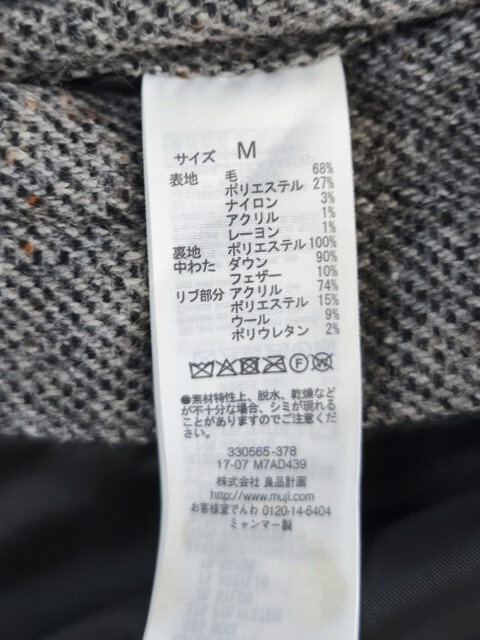 サイズ M
表地 毛 68%
ポリエステル 27%
ナイロン 3%
アクリル 1%
レーヨン 1%
裏地 ポリエステル 100%
中わた ダウン 90%
フェザー 10%
リブ部分 アクリル 74%
ポリエステル 15%
ウール 9%
ポリウレタン 2%
F W
●素材特性上、脱水、乾燥など
が不十分な場合、シミが現れる
ことがありますのでご注意くださ
い。
330565-378
17-07 M7AD439
株式会社 良品計画
http://www.muji.com
お客様室でんわ 0120-14-6404
ミャンマー製